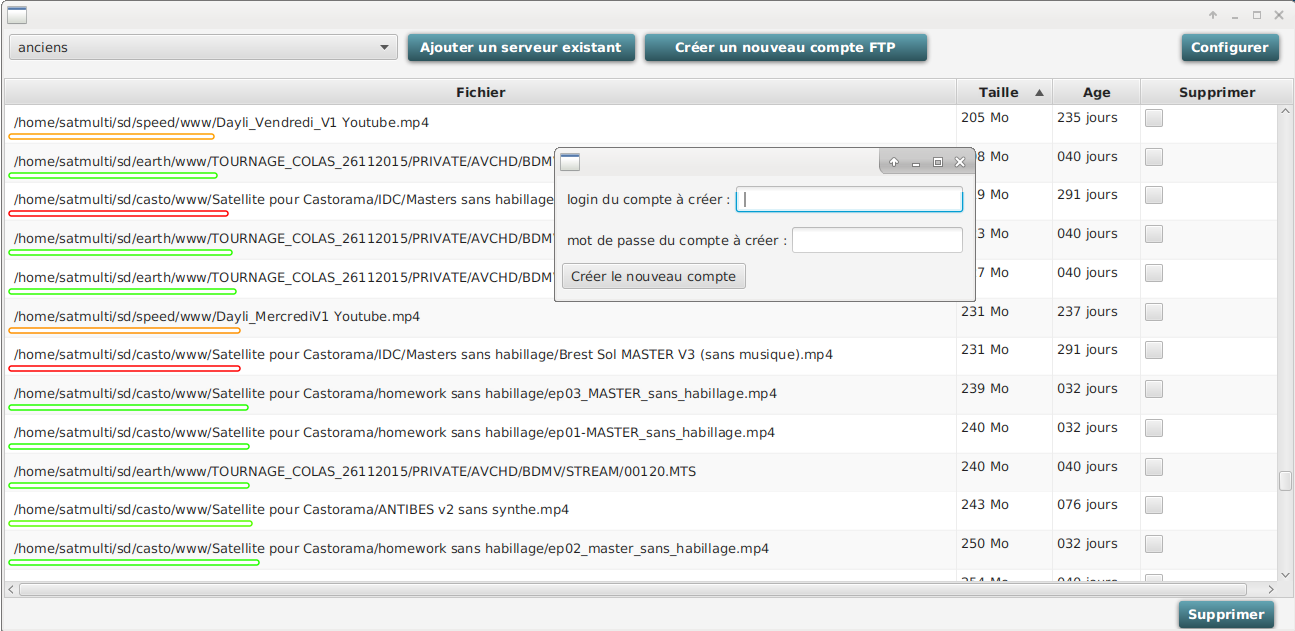 anciens
Ajouter un serveur existant
Créer un nouveau compte FTP
Configurer
Fichier Taille Age Supprimer
/home/satmulti/sd/speed/www/Dayli_Vendredi_V1 Youtube.mp4 205 Mo 235 jours
/home/satmulti/sd/earth/www/TOURNAGE_COLAS_26112015/PRIVATE/AVCHD/BDMV 8 Mo 040 jours
/home/satmulti/sd/casto/www/Satellite pour Castorama/IDC/Masters sans habillage 9 Mo 291 jours
/home/satmulti/sd/earth/www/TOURNAGE_COLAS_26112015/PRIVATE/AVCHD/BDMV 3 Mo 040 jours
/home/satmulti/sd/earth/www/TOURNAGE_COLAS_26112015/PRIVATE/AVCHD/BDMV 7 Mo 040 jours
login du compte à créer :
mot de passe du compte à créer :
Créer le nouveau compte
/home/satmulti/sd/speed/www/Dayli_MercrediV1 Youtube.mp4 231 Mo 237 jours
/home/satmulti/sd/casto/www/Satellite pour Castorama/IDC/Masters sans habillage/Brest Sol MASTER V3 (sans musique).mp4 231 Mo 291 jours
/home/satmulti/sd/casto/www/Satellite pour Castorama/homework sans habillage/ep03_MASTER_sans_habillage.mp4 239 Mo 032 jours
/home/satmulti/sd/casto/www/Satellite pour Castorama/homework sans habillage/ep01-MASTER_sans_habillage.mp4 240 Mo 032 jours
/home/satmulti/sd/earth/www/TOURNAGE_COLAS_26112015/PRIVATE/AVCHD/BDMV/STREAM/00120.MTS 240 Mo 040 jours
/home/satmulti/sd/casto/www/Satellite pour Castorama/ANTIBES v2 sans synthe.mp4 243 Mo 076 jours
/home/satmulti/sd/casto/www/Satellite pour Castorama/homework sans habillage/ep02_master_sans_habillage.mp4 250 Mo 032 jours
Supprimer